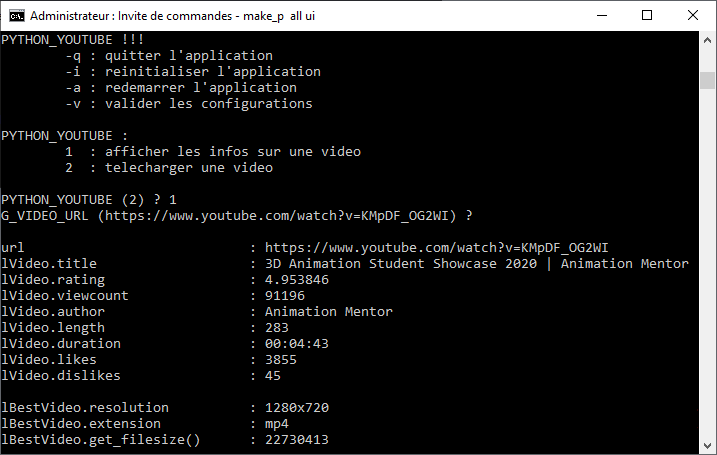 Administrateur : Invite de commandes - make_p  all ui
PYTHON_YOUTUBE !!!
        -q : quitter l'application
        -i : reinitialiser l'application
        -a : redemarrer l'application
        -v : valider les configurations

PYTHON_YOUTUBE :
        1  : afficher les infos sur une video
        2  : telecharger une video

PYTHON_YOUTUBE (2) ? 1
G_VIDEO_URL (https://www.youtube.com/watch?v=KMpDF_OG2WI) ?

url                            : https://www.youtube.com/watch?v=KMpDF_OG2WI
lVideo.title                   : 3D Animation Student Showcase 2020 | Animation Mentor
lVideo.rating                  : 4.953846
lVideo.viewcount               : 91196
lVideo.author                  : Animation Mentor
lVideo.length                  : 283
lVideo.duration                : 00:04:43
lVideo.likes                   : 3855
lVideo.dislikes                : 45

lBestVideo.resolution          : 1280x720
lBestVideo.extension           : mp4
lBestVideo.get_filesize()      : 22730413